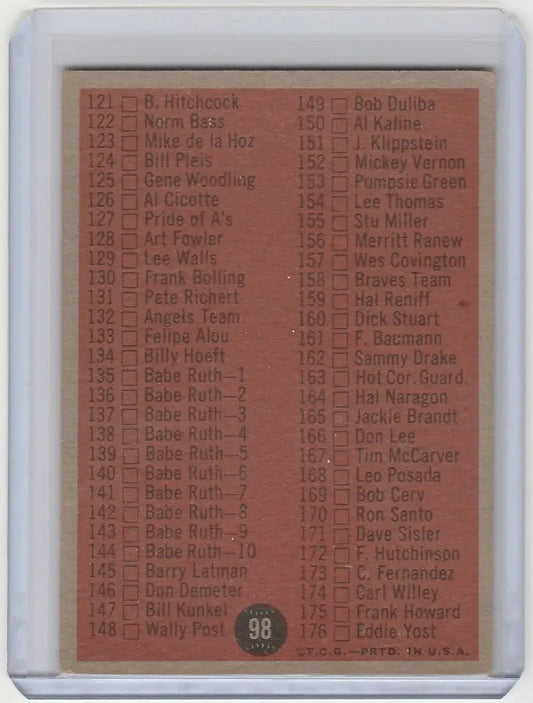 121 B. Hitchcock
122 Norm Bass
123 Mike de la Hoz
124 Bill Pleis
125 Gene Woodling
126 Al Cicotte
127 Pride of A's
128 Art Fowler
129 Lee Walls
130 Frank Bolling
131 Pete Richert
132 Angels Team
133 Felipe Alou
134 Billy Hoeft
135 Babe Ruth—1
136 Babe Ruth—2
137 Babe Ruth—3
138 Babe Ruth—4
139 Babe Ruth—5
140 Babe Ruth—6
141 Babe Ruth—7
142 Babe Ruth—8
143 Babe Ruth—9
144 Babe Ruth—10
145 Barry Latman
146 Don Demeter
147 Bill Kunkel
148 Wally Post
98
149 Bob Duliba
150 Al Kaline
151 J. Klippstein
152 Mickey Vernon
153 Pumpsie Green
154 Lee Thomas
155 Stu Miller
156 Merritt Ranew
157 Wes Covington
158 Braves Team
159 Hal Reniff
160 Dick Stuart
161 F. Baumann
162 Sammy Drake
163 Hot Cor. Guard.
164 Hal Naragon
165 Jackie Brandt
166 Don Lee
167 Tim McCarver
168 Leo Posada
169 Bob Cerv
170 Ron Santo
171 Dave Sisler
172 F. Hutchinson
173 C. Fernandez
174 Carl Willey
175 Frank Howard
176 Eddie Yost
©T.C.G.—PRTD. IN U.S.A.